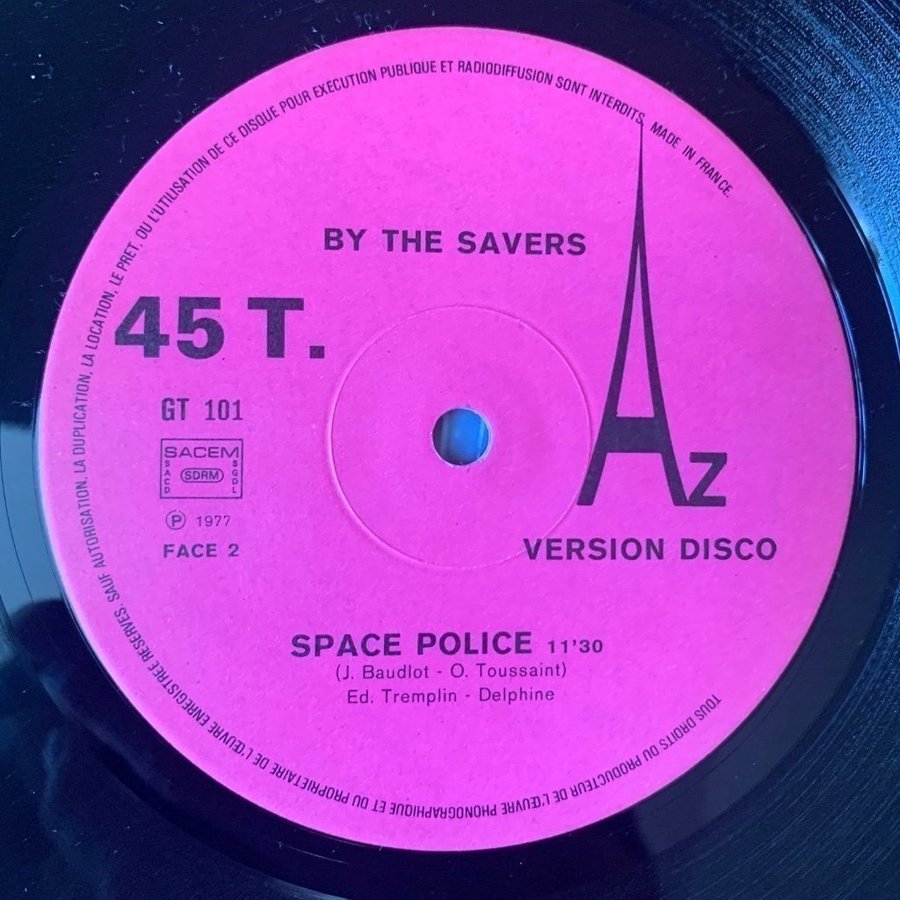 TOUS DROITS DU PRODUCTEUR DE L'ŒUVRE PHONOGRAPHIQUE ET DU PROPRIETAIRE DE L'ŒUVRE ENREGISTREE RESERVES. SAUF AUTORISATION, LA DUPLICATION, LA LOCATION, LE PRET, OU L'UTILISATION DE CE DISQUE POUR EXECUTION PUBLIQUE ET RADIODIFFUSION SONT INTERDITS. MADE IN FRANCE.
BY THE SAVERS
45 T.
GT 101
SACEM
SACD
SDRM
SGDL
Ⓟ 1977
FACE 2
AZ
VERSION DISCO
SPACE POLICE 11'30
(J. Baudlot - O. Toussaint)
Ed. Tremplin - Delphine